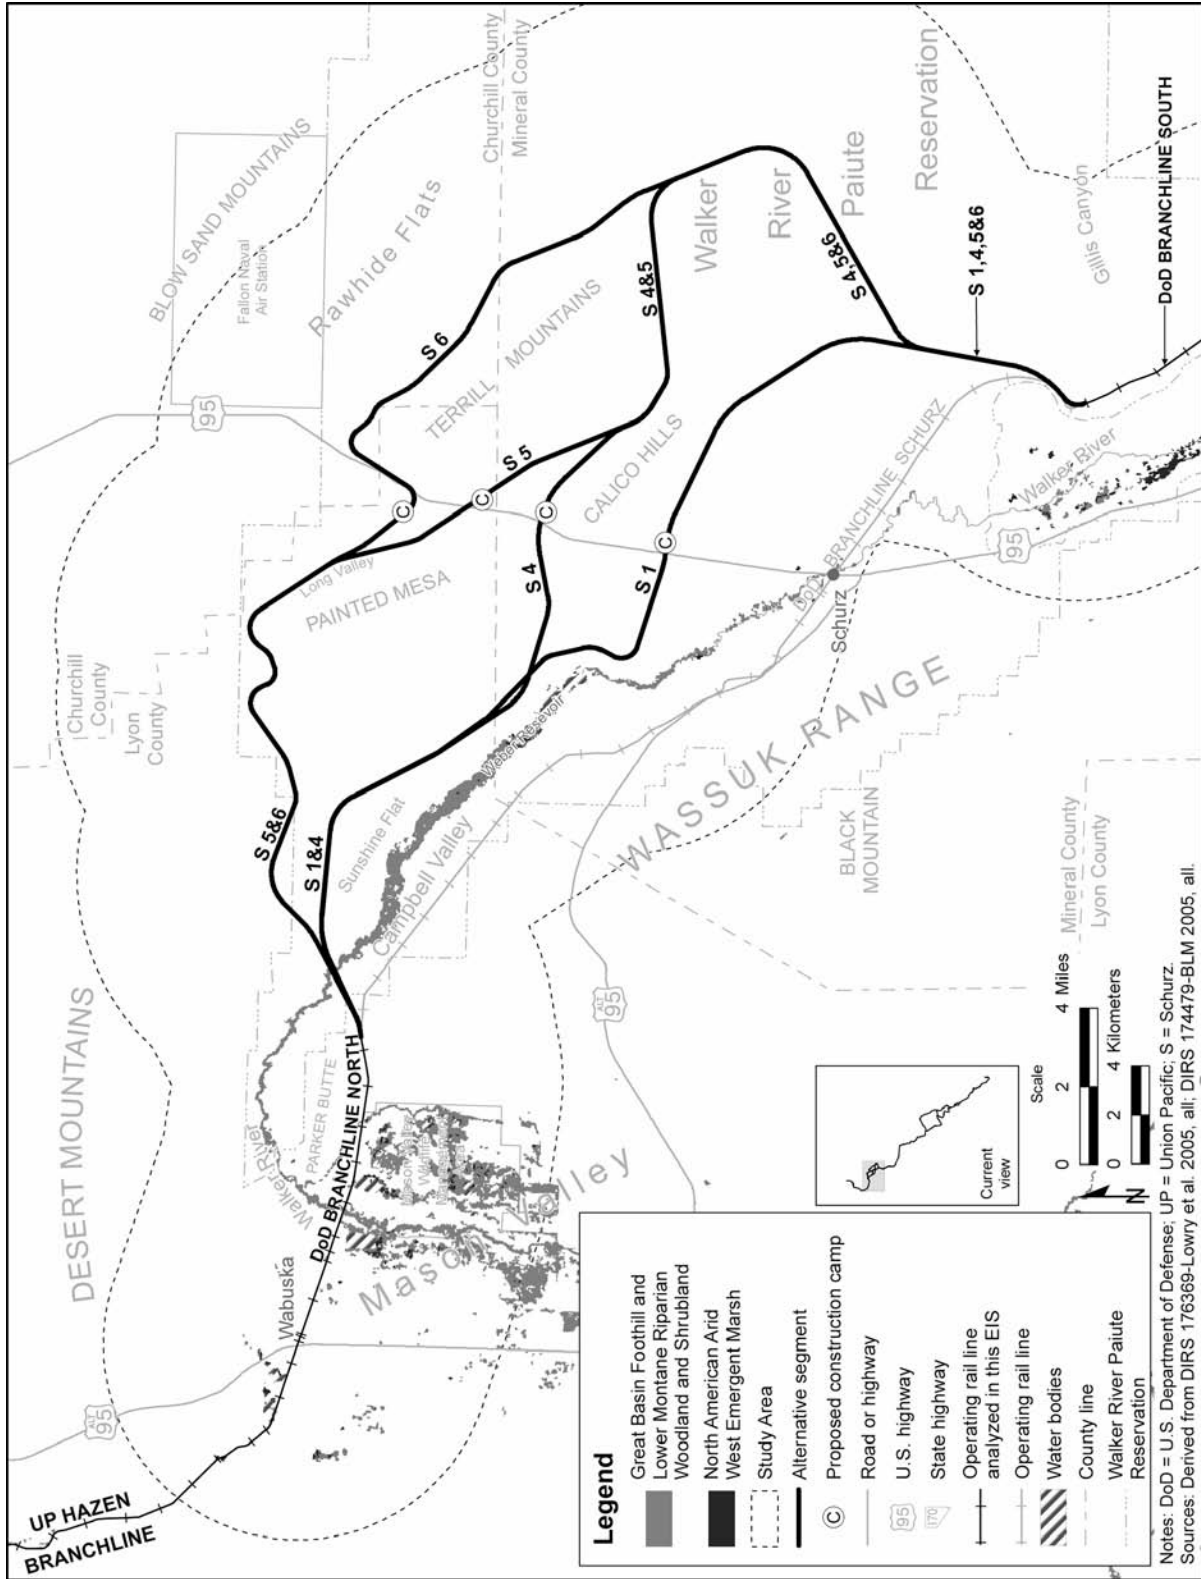 UP HAZEN
BRANCHLINE
ALT
95
DESERT MOUNTAINS
Wabuska
DoD BRANCHLINE NORTH
Walker River
PARKER BUTTE
Mason Valley
Churchill
County
Lyon
County
S 5&6
S 1&4
Sunshine Flat
Campbell Valley
Weber Resevoir
Long Valley
PAINTED MESA
C
C
C
C
S 4
S 1
S 5
S 6
S 4&5
S 4,5&6
S 1,4,5&6
DoD BRANCHLINE SOUTH
BLOW SAND MOUNTAINS
Fallon Naval
Air Station
95
Rawhide Flats
TERRILL MOUNTAINS
CALICO HILLS
Churchill County
Mineral County
Walker
River
Paiute
Reservation
Gillis Canyon
DoD BRANCHLINE SCHURZ
Schurz
Walker River
95
WASSUK RANGE
BLACK
MOUNTAIN
ALT
95
Mineral County
Lyon County
Legend
Great Basin Foothill and
Lower Montane Riparian
Woodland and Shrubland
North American Arid
West Emergent Marsh
Study Area
Alternative segment
C Proposed construction camp
Road or highway
95 U.S. highway
170 State highway
Operating rail line
analyzed in this EIS
Operating rail line
Water bodies
County line
Walker River Paiute
Reservation
Current
view
Scale
0 2 4 Miles
0 2 4 Kilometers
N
Notes: DoD = U.S. Department of Defense; UP = Union Pacific; S = Schurz.
Sources: Derived from DIRS 176369-Lowry et al. 2005, all; DIRS 174479-BLM 2005, all.